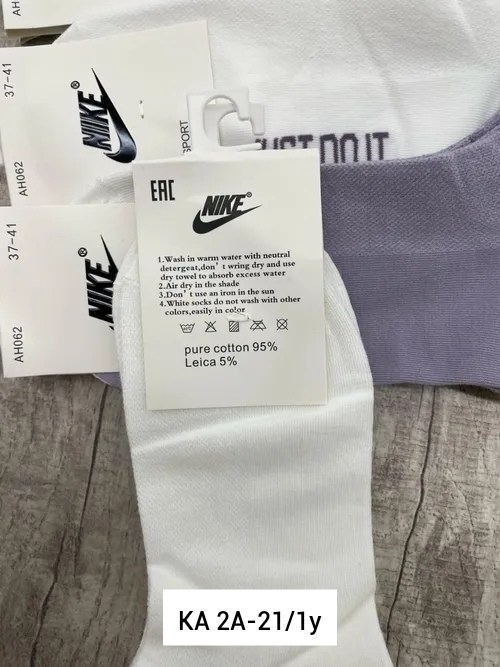 AH
37-41
NIKE®
AH062
SPORT
JUST DO IT
37-41
NIKE
AH062
EAC
NIKE®
1.Wash in warm water with neutral
detergeat,don't wring dry and use
dry towel to absorb excess water
2.Air dry in the shade
3.Don't use an iron in the sun
4.White socks do not wash with other
colors,easily in color
pure cotton 95%
Leica 5%
KA 2A-21/1y